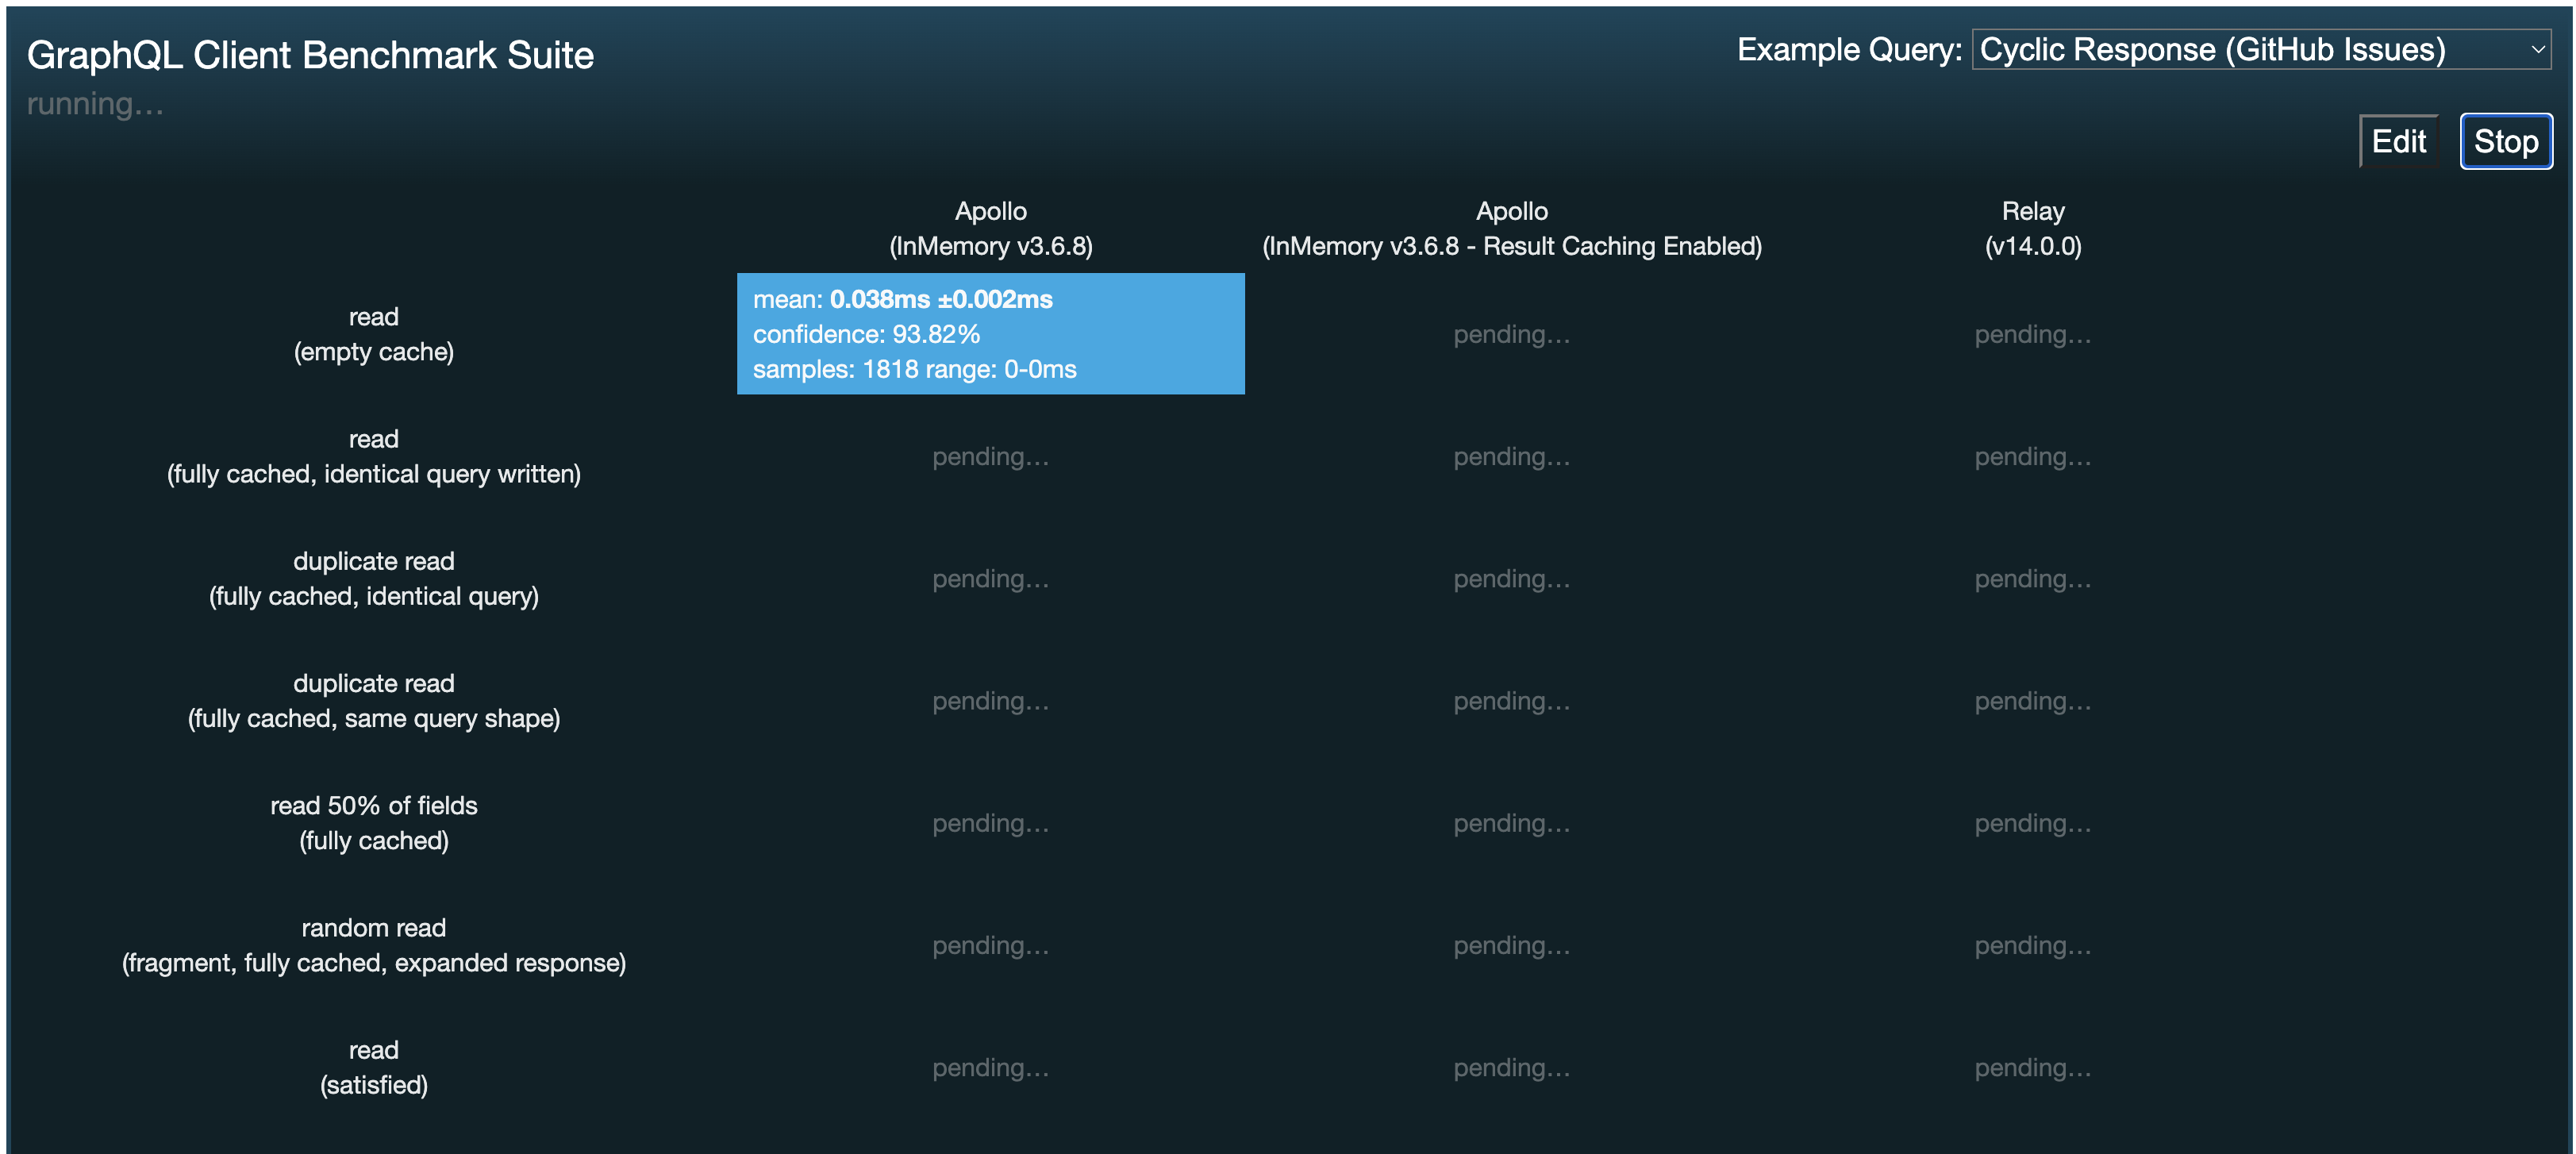 GraphQL Client Benchmark Suite
Example Query: Cyclic Response (GitHub Issues)
running...
Edit
Stop
Apollo
(InMemory v3.6.8)
Apollo
(InMemory v3.6.8 - Result Caching Enabled)
Relay
(v14.0.0)
read
(empty cache)
mean: 0.038ms ±0.002ms
confidence: 93.82%
samples: 1818 range: 0-0ms
pending...
pending...
read
(fully cached, identical query written)
pending...
pending...
pending...
duplicate read
(fully cached, identical query)
pending...
pending...
pending...
duplicate read
(fully cached, same query shape)
pending...
pending...
pending...
read 50% of fields
(fully cached)
pending...
pending...
pending...
random read
(fragment, fully cached, expanded response)
pending...
pending...
pending...
read
(satisfied)
pending...
pending...
pending...